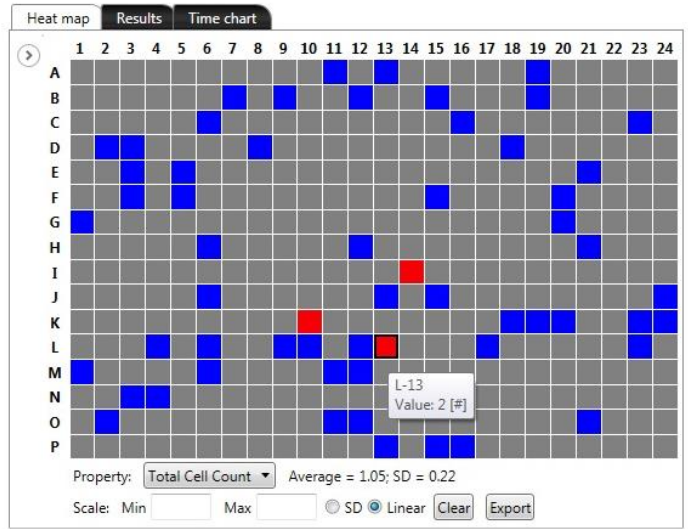 Heat map Results Time chart
1 2 3 4 5 6 7 8 9 10 11 12 13 14 15 16 17 18 19 20 21 22 23 24
A
B
C
D
E
F
G
H
I
J
K
L
M
L-13
Value: 2 [#]
N
O
P
Property: Total Cell Count Average = 1.05; SD = 0.22
Scale: Min Max SD Linear Clear Export